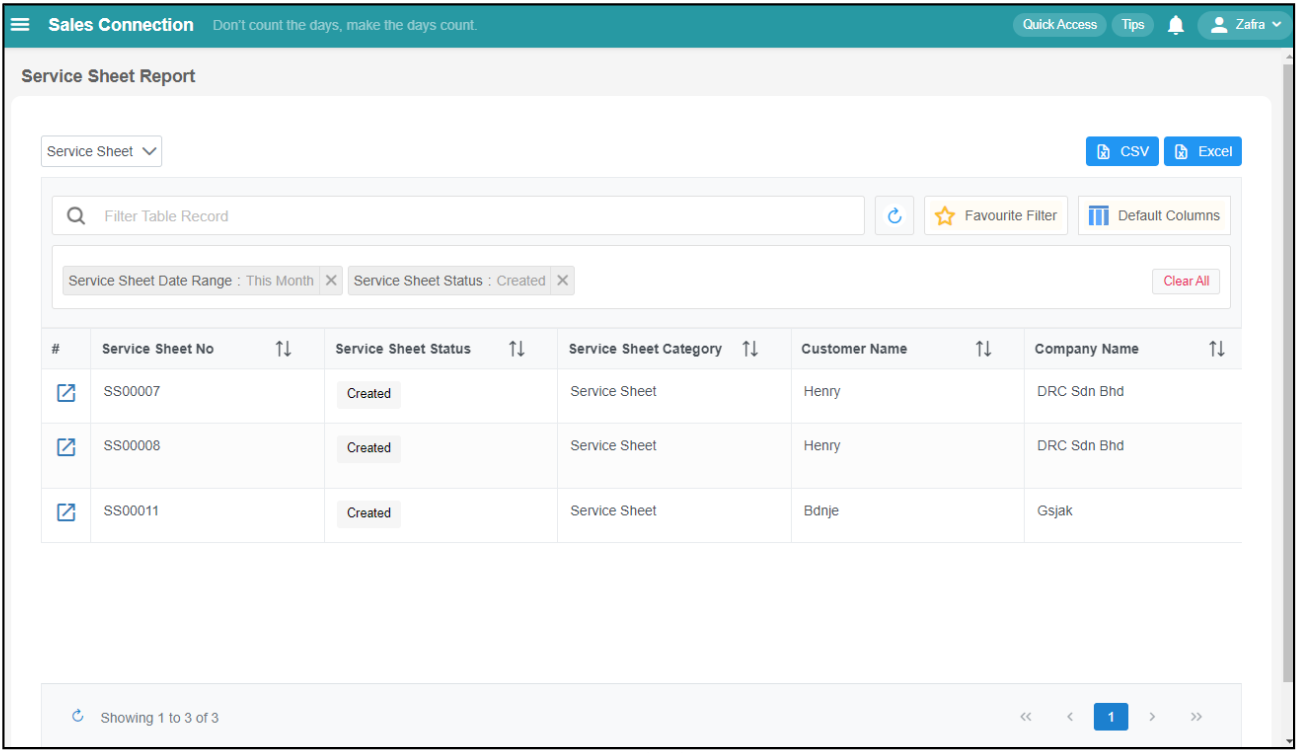 Sales Connection Don't count the days, make the days count. Quick Access Tips Zafra
Service Sheet Report
Service Sheet CSV Excel
Filter Table Record Favourite Filter Default Columns
Service Sheet Date Range : This Month Service Sheet Status : Created Clear All
# Service Sheet No Service Sheet Status Service Sheet Category Customer Name Company Name
SS00007 Created Service Sheet Henry DRC Sdn Bhd
SS00008 Created Service Sheet Henry DRC Sdn Bhd
SS00011 Created Service Sheet Bdnje Gsjak
Showing 1 to 3 of 3 << < 1 > >>